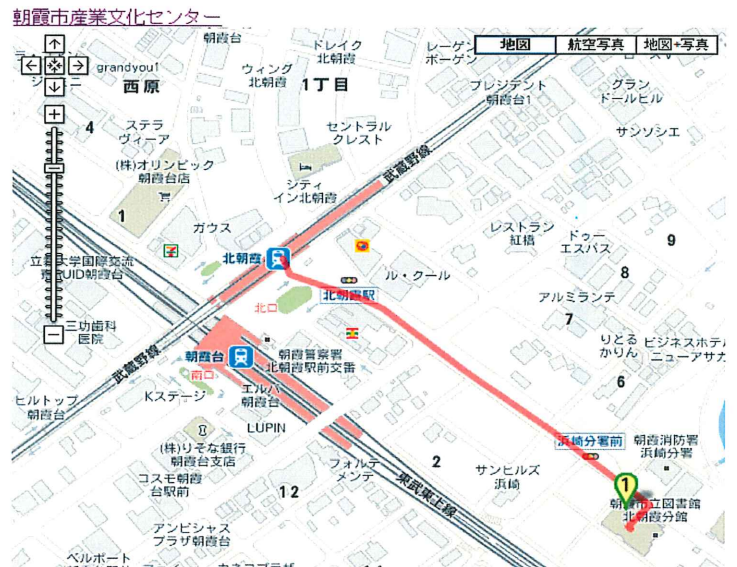 朝霞市産業文化センター
朝霞台
ドレイク
北朝霞
レーゲン
ボーゲン
地図
航空写真
地図+写真
grandyou1
西原
ウィング
北朝霞
1丁目
プレジデント
朝霞台1
グラン
ドールヒル
4
ステラ
ヴィーア
セントラル
クレスト
サンソシエ
(株)オリンピック
朝霞台店
武蔵野線
シティ
イン北朝霞
1
ガウス
レストラン
紅檑
ドゥー
エスパス
9
立教大学国際交流
北朝霞
8
ル・クール
北朝霞駅
アルミランテ
北口
7
三功歯科
医院
武蔵野線
朝霞台
朝霞警察署
北朝霞駅前交番
りとる
かりん
ビジネスホテル
ニューアサカ
南口
6
ヒルトップ
朝霞台
Kステージ
エルバ
朝霞台
LUPIN
浜崎分署前
朝霞消防署
浜崎分署
(株)りそな銀行
朝霞台支店
フォルテ
メンテ
2
サンヒルズ
浜崎
コスモ朝霞
台駅前
東武東上線
1
12
朝霞市立図書館
北朝霞分館
アンビシャス
プラザ朝霞台
ベルポート